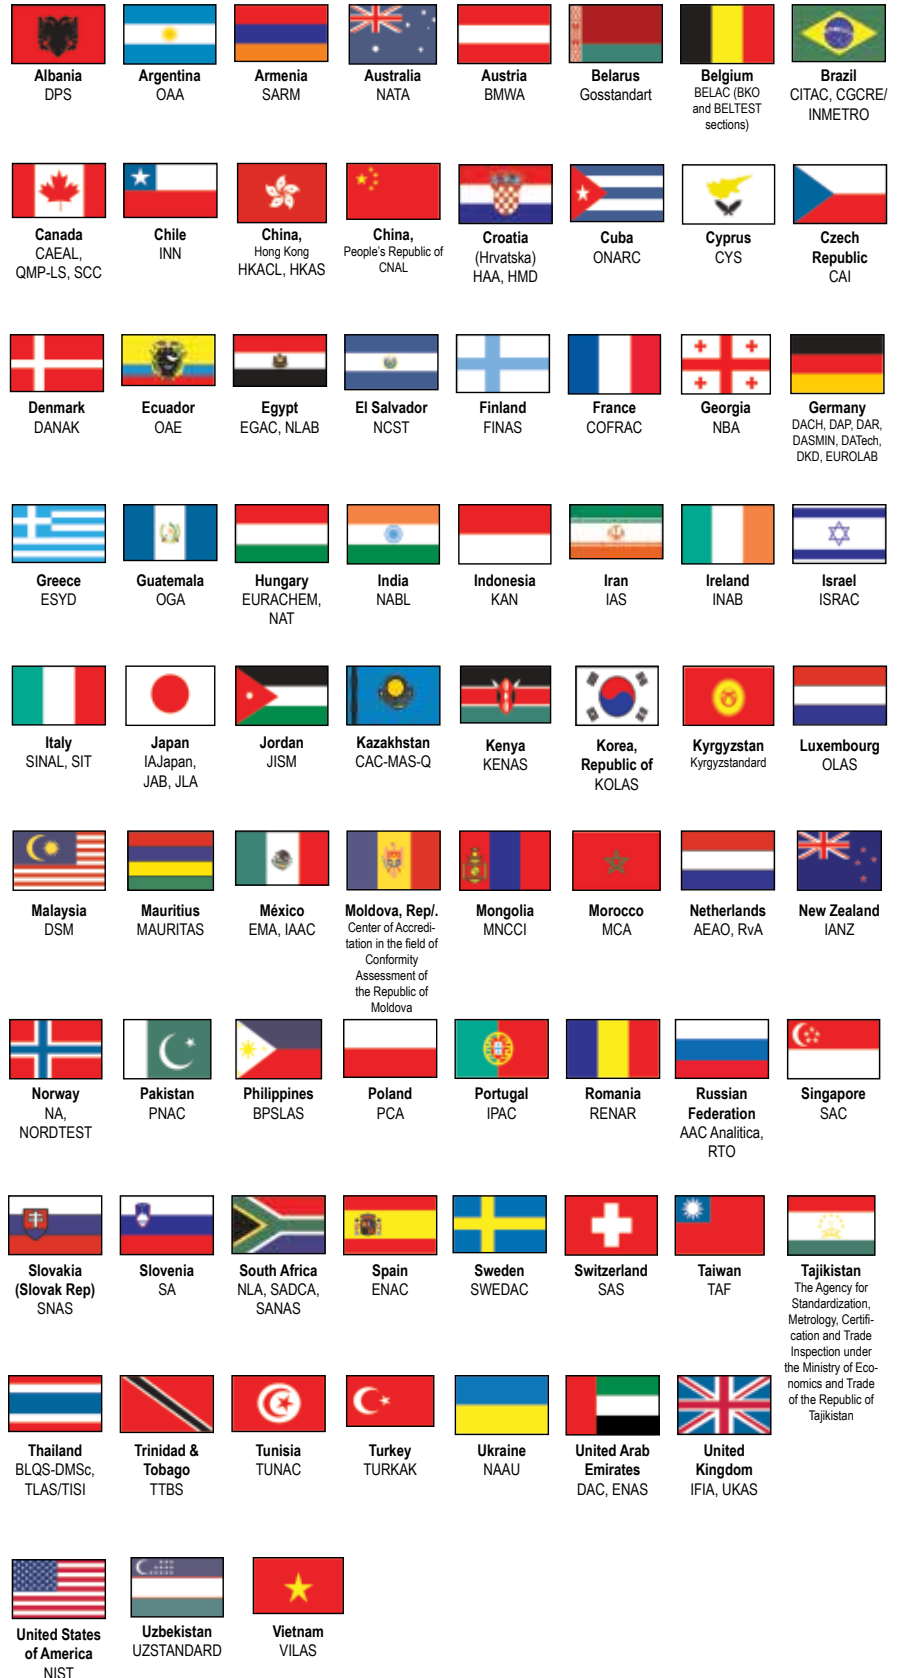 Albania
DPS
Argentina
OAA
Armenia
SARM
Australia
NATA
Austria
BMWA
Belarus
Gosstandart
Belgium
BELAC (BKO
and BELTEST
sections)
Brazil
CITAC, CGCRE/
INMETRO
Canada
CAEAL,
QMP-LS, SCC
Chile
INN
China,
Hong Kong
HKACL, HKAS
China,
People's Republic of
CNAL
Croatia
(Hrvatska)
HAA, HMD
Cuba
ONARC
Cyprus
CYS
Czech
Republic
CAI
Denmark
DANAK
Ecuador
OAE
Egypt
EGAC, NLAB
El Salvador
NCST
Finland
FINAS
France
COFRAC
Georgia
NBA
Germany
DACH, DAP, DAR,
DASMIN, DATech,
DKD, EUROLAB
Greece
ESYD
Guatemala
OGA
Hungary
EURACHEM,
NAT
India
NABL
Indonesia
KAN
Iran
IAS
Ireland
INAB
Israel
ISRAC
Italy
SINAL, SIT
Japan
IAJapan,
JAB, JLA
Jordan
JISM
Kazakhstan
CAC-MAS-Q
Kenya
KENAS
Korea,
Republic of
KOLAS
Kyrgyzstan
Kyrgyzstandard
Luxembourg
OLAS
Malaysia
DSM
Mauritius
MAURITAS
México
EMA, IAAC
Moldova, Rep/.
Center of Accredi-
tation in the field of
Conformity
Assessment of
the Republic of
Moldova
Mongolia
MNCCI
Morocco
MCA
Netherlands
AEAO, RvA
New Zealand
IANZ
Norway
NA,
NORDTEST
Pakistan
PNAC
Philippines
BPSLAS
Poland
PCA
Portugal
IPAC
Romania
RENAR
Russian
Federation
AAC Analitica,
RTO
Singapore
SAC
Slovakia
(Slovak Rep)
SNAS
Slovenia
SA
South Africa
NLA, SADCA,
SANAS
Spain
ENAC
Sweden
SWEDAC
Switzerland
SAS
Taiwan
TAF
Tajikistan
The Agency for
Standardization,
Metrology, Certifi-
cation and Trade
Inspection under
the Ministry of Eco-
nomics and Trade
of the Republic of
Tajikistan
Thailand
BLQS-DMSc,
TLAS/TISI
Trinidad &
Tobago
TTBS
Tunisia
TUNAC
Turkey
TURKAK
Ukraine
NAAU
United Arab
Emirates
DAC, ENAS
United
Kingdom
IFIA, UKAS
United States
of America
NIST
Uzbekistan
UZSTANDARD
Vietnam
VILAS